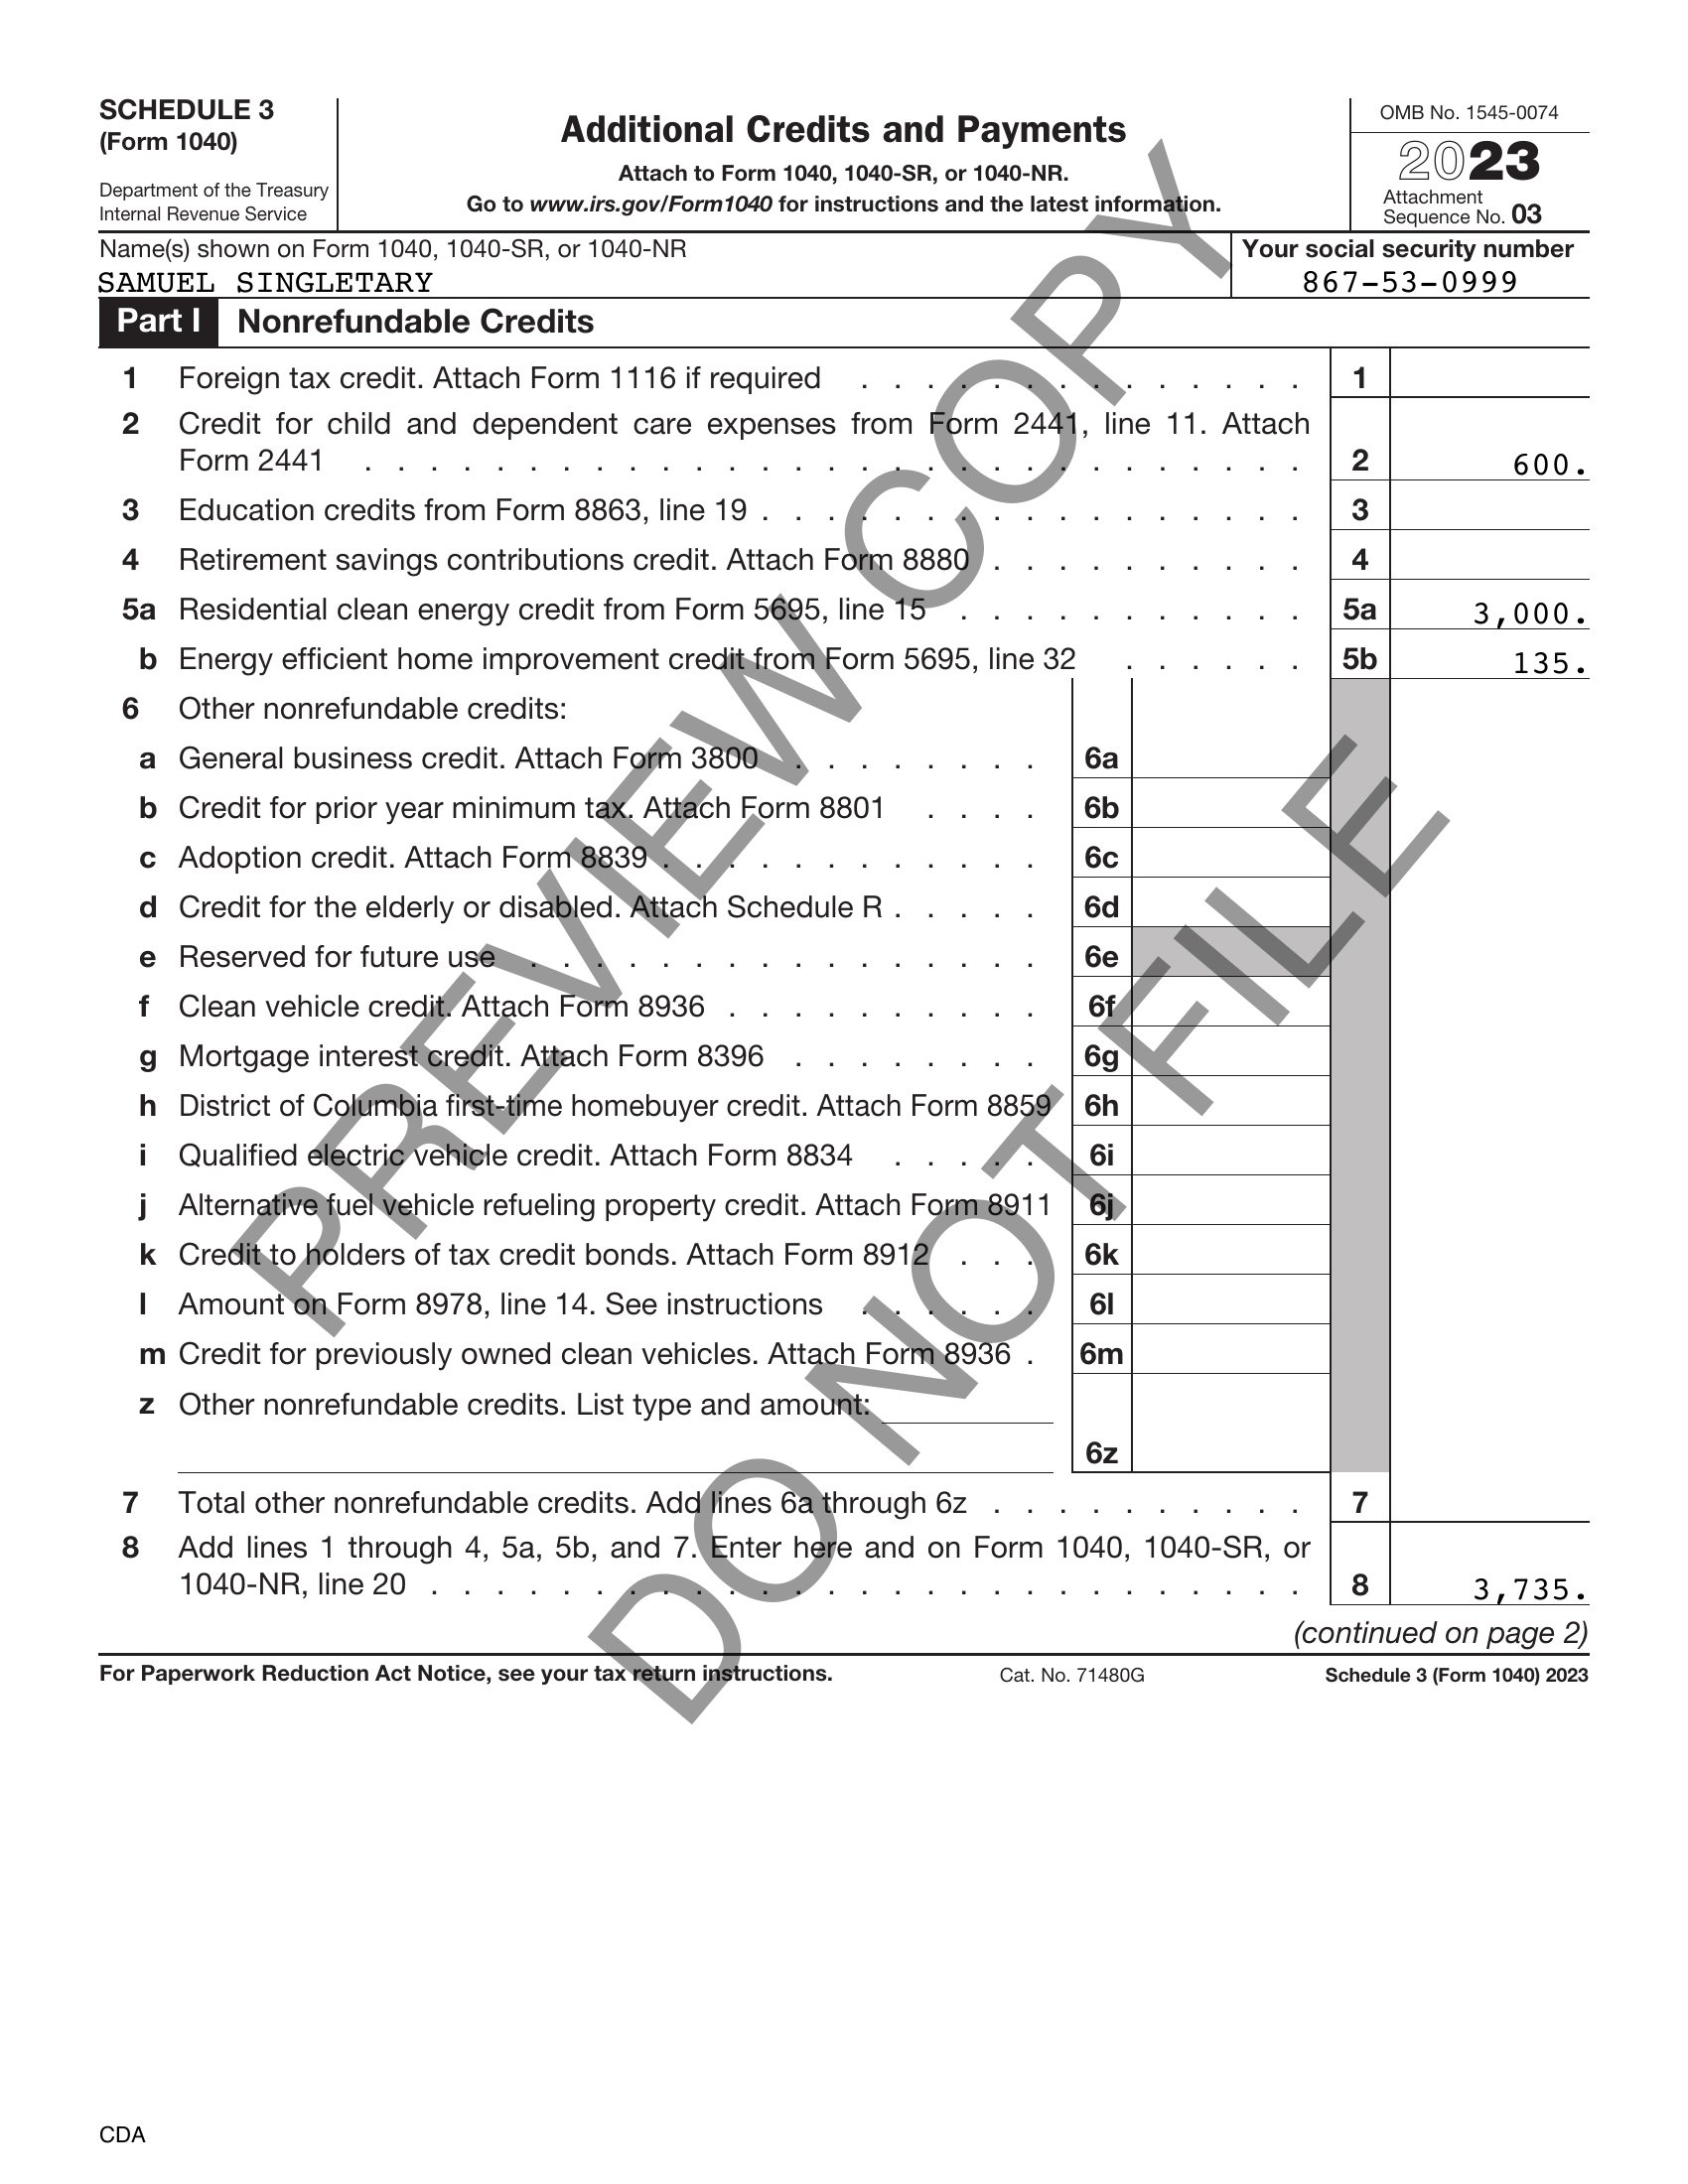 SCHEDULE 3
(Form 1040)
Department of the Treasury
Internal Revenue Service
Additional Credits and Payments
Attach to Form 1040, 1040-SR, or 1040-NR.
Go to www.irs.gov/Form1040 for instructions and the latest information.
OMB No. 1545-0074
2023
Attachment
Sequence No. 03
Name(s) shown on Form 1040, 1040-SR, or 1040-NR
SAMUEL SINGLETARY
Your social security number
867-53-0999
Part I Nonrefundable Credits
1 Foreign tax credit. Attach Form 1116 if required . . . . . . . . . . . . . . 1
2 Credit for child and dependent care expenses from Form 2441, line 11. Attach
Form 2441 . . . . . . . . . . . . . . . . . . . . . . . . . . . . . 2 600.
3 Education credits from Form 8863, line 19 . . . . . . . . . . . . . . . . . 3
4 Retirement savings contributions credit. Attach Form 8880 . . . . . . . . . . 4
5a Residential clean energy credit from Form 5695, line 15 . . . . . . . . . . . 5a 3,000.
b Energy efficient home improvement credit from Form 5695, line 32 . . . . . . 5b 135.
6 Other nonrefundable credits:
a General business credit. Attach Form 3800 . . . . . . . . 6a
b Credit for prior year minimum tax. Attach Form 8801 . . . . 6b
c Adoption credit. Attach Form 8839 . . . . . . . . . . . . 6c
d Credit for the elderly or disabled. Attach Schedule R . . . . . 6d
e Reserved for future use . . . . . . . . . . . . . . . . 6e
f Clean vehicle credit. Attach Form 8936 . . . . . . . . . . 6f
g Mortgage interest credit. Attach Form 8396 . . . . . . . . 6g
h District of Columbia first-time homebuyer credit. Attach Form 8859 6h
i Qualified electric vehicle credit. Attach Form 8834 . . . . . 6i
j Alternative fuel vehicle refueling property credit. Attach Form 8911 6j
k Credit to holders of tax credit bonds. Attach Form 8912 . . . 6k
l Amount on Form 8978, line 14. See instructions . . . . . . 6l
m Credit for previously owned clean vehicles. Attach Form 8936 . 6m
z Other nonrefundable credits. List type and amount:
6z
7 Total other nonrefundable credits. Add lines 6a through 6z . . . . . . . . . . 7
8 Add lines 1 through 4, 5a, 5b, and 7. Enter here and on Form 1040, 1040-SR, or
1040-NR, line 20 . . . . . . . . . . . . . . . . . . . . . . . . . . . 8 3,735.
(continued on page 2)
For Paperwork Reduction Act Notice, see your tax return instructions. Cat. No. 71480G Schedule 3 (Form 1040) 2023
CDA
PREVIEW COPY
DO NOT FILE